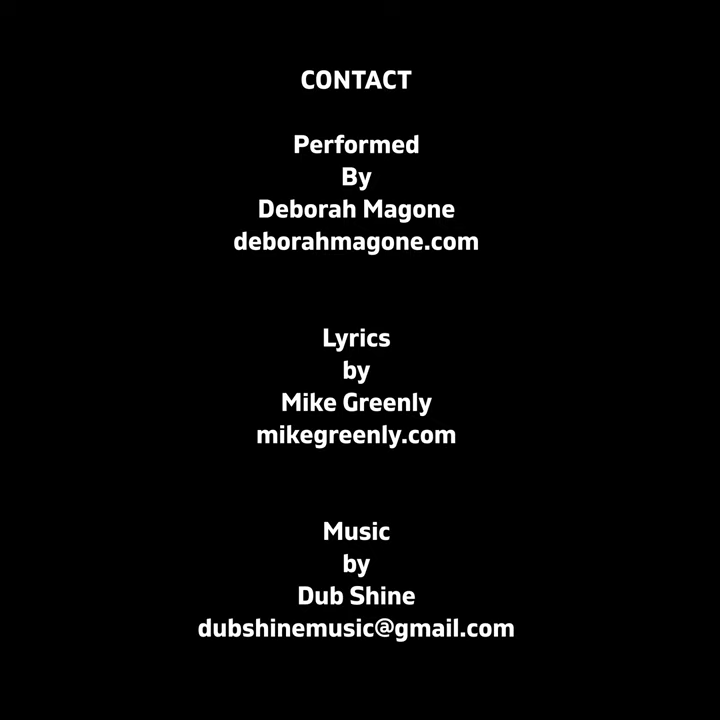 CONTACT
Performed
By
Deborah Magone
deborahmagone.com
Lyrics
by
Mike Greenly
mikegreenly.com
Music
by
Dub Shine
dubshinemusic@gmail.com